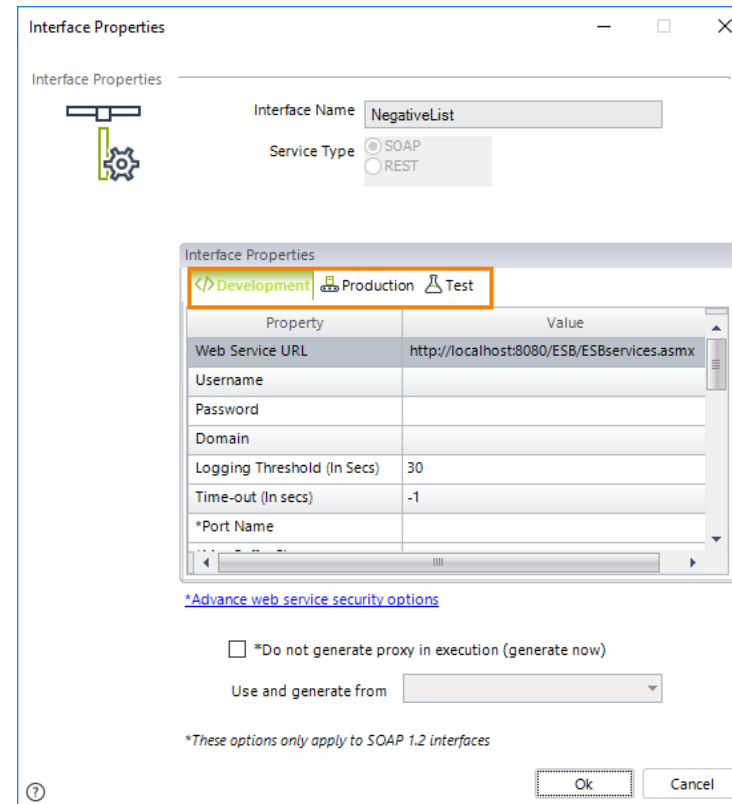 Interface Properties
Interface Properties
Interface Name NegativeList
Service Type SOAP
REST
Interface Properties
</>Development Production Test
Property Value
Web Service URL http://localhost:8080/ESB/ESBservices.asmx
Username
Password
Domain
Logging Threshold (In Secs) 30
Time-out (In secs) -1
*Port Name
*Advance web service security options
*Do not generate proxy in execution (generate now)
Use and generate from
*These options only apply to SOAP 1.2 interfaces
? Ok Cancel